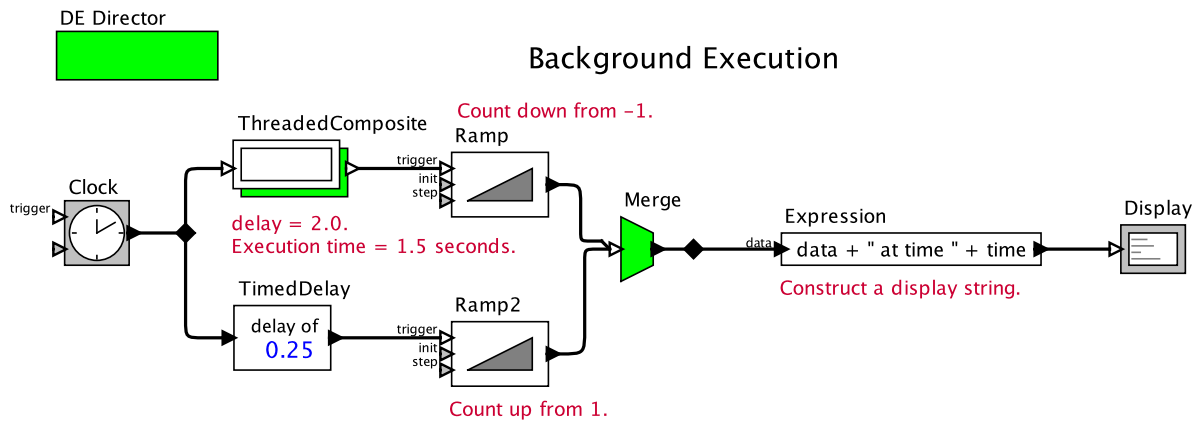 DE Director
Background Execution
Count down from -1.
ThreadedComposite
Ramp
trigger
init
step
Clock
trigger
delay = 2.0.
Execution time = 1.5 seconds.
Merge
Expression
data
data + " at time " + time
Display
Construct a display string.
TimedDelay
delay of
0.25
Ramp2
trigger
init
step
Count up from 1.